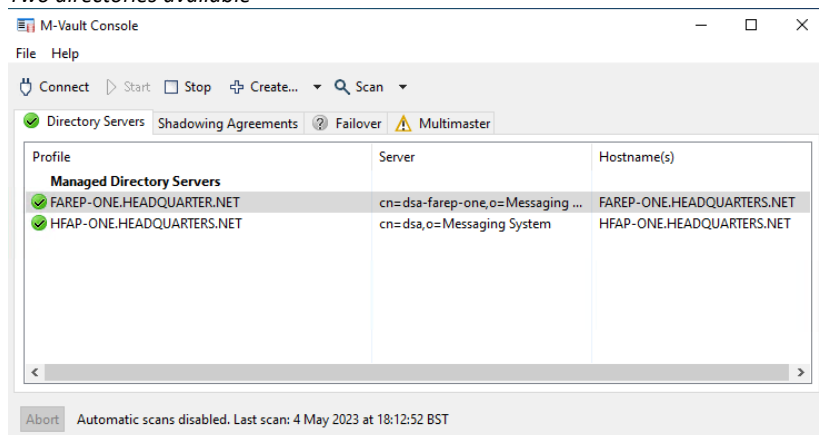 Two directories available
M-Vault Console
File Help
Connect Start Stop Create... Scan
Directory Servers Shadowing Agreements Failover Multimaster
Profile Server Hostname(s)
Managed Directory Servers
FAREP-ONE.HEADQUARTER.NET cn=dsa-farep-one,o=Messaging ... FAREP-ONE.HEADQUARTERS.NET
HFAP-ONE.HEADQUARTERS.NET cn=dsa,o=Messaging System HFAP-ONE.HEADQUARTERS.NET
Abort Automatic scans disabled. Last scan: 4 May 2023 at 18:12:52 BST